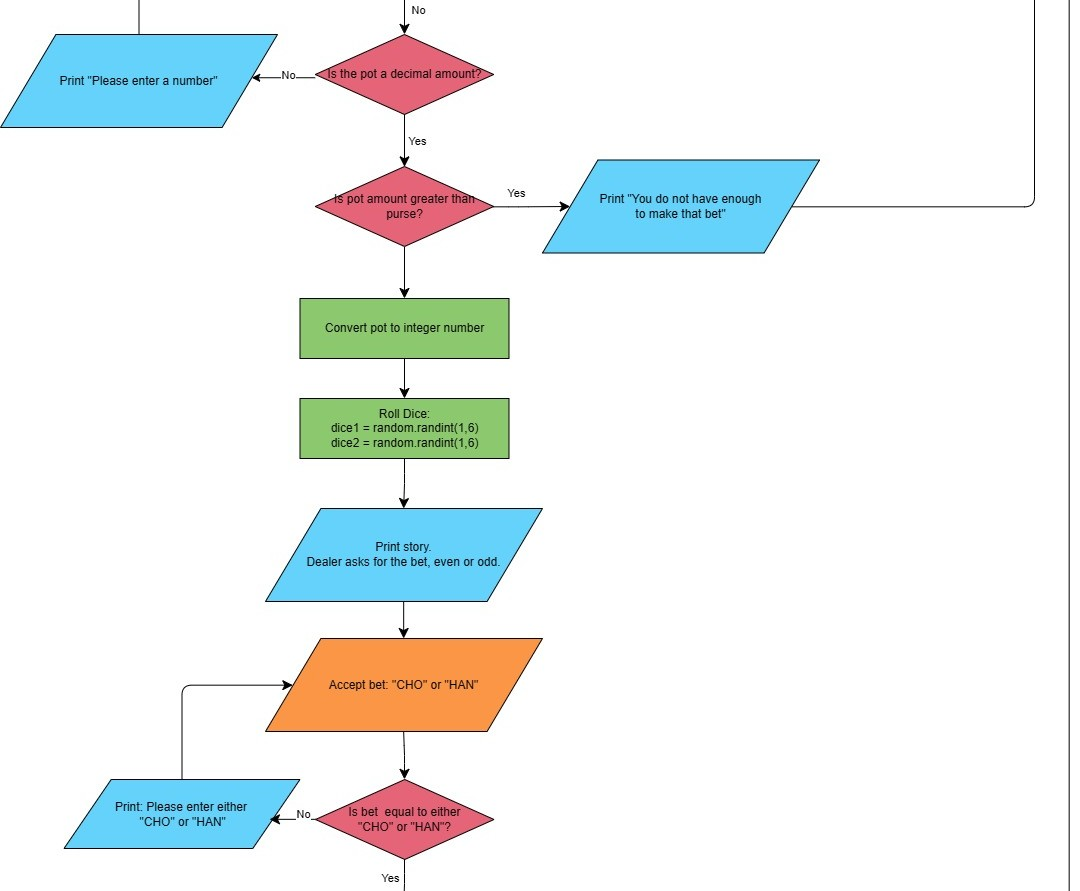 No
Print "Please enter a number"
No
Is the pot a decimal amount?
Yes
Is pot amount greater than
purse?
Yes
Print "You do not have enough
to make that bet"
Convert pot to integer number
Roll Dice:
dice1 = random.randint(1,6)
dice2 = random.randint(1,6)
Print story.
Dealer asks for the bet, even or odd.
Accept bet: "CHO" or "HAN"
Print: Please enter either
"CHO" or "HAN"
No
Is bet  equal to either
"CHO" or "HAN"?
Yes